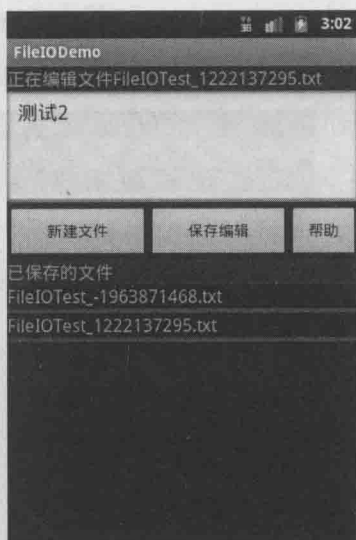 3G 3:02
FileIODemo
正在编辑文件FileIOTest_1222137295.txt
测试2
新建文件 保存编辑 帮助
已保存的文件
FileIOTest_-1963871468.txt
FileIOTest_1222137295.txt